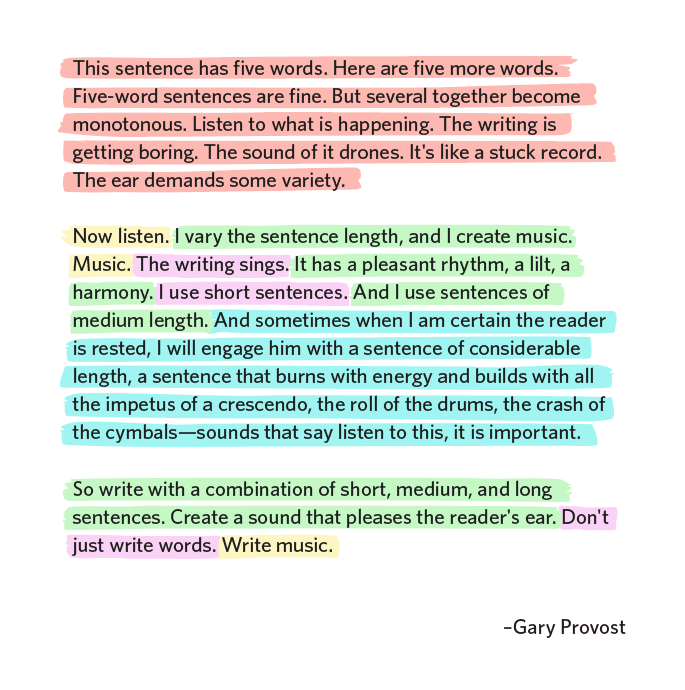 This sentence has five words. Here are five more words.
Five-word sentences are fine. But several together become
monotonous. Listen to what is happening. The writing is
getting boring. The sound of it drones. It's like a stuck record.
The ear demands some variety.
Now listen. I vary the sentence length, and I create music.
Music. The writing sings. It has a pleasant rhythm, a lilt, a
harmony. I use short sentences. And I use sentences of
medium length. And sometimes when I am certain the reader
is rested, I will engage him with a sentence of considerable
length, a sentence that burns with energy and builds with all
the impetus of a crescendo, the roll of the drums, the crash of
the cymbals—sounds that say listen to this, it is important.
So write with a combination of short, medium, and long
sentences. Create a sound that pleases the reader's ear. Don't
just write words. Write music.
–Gary Provost